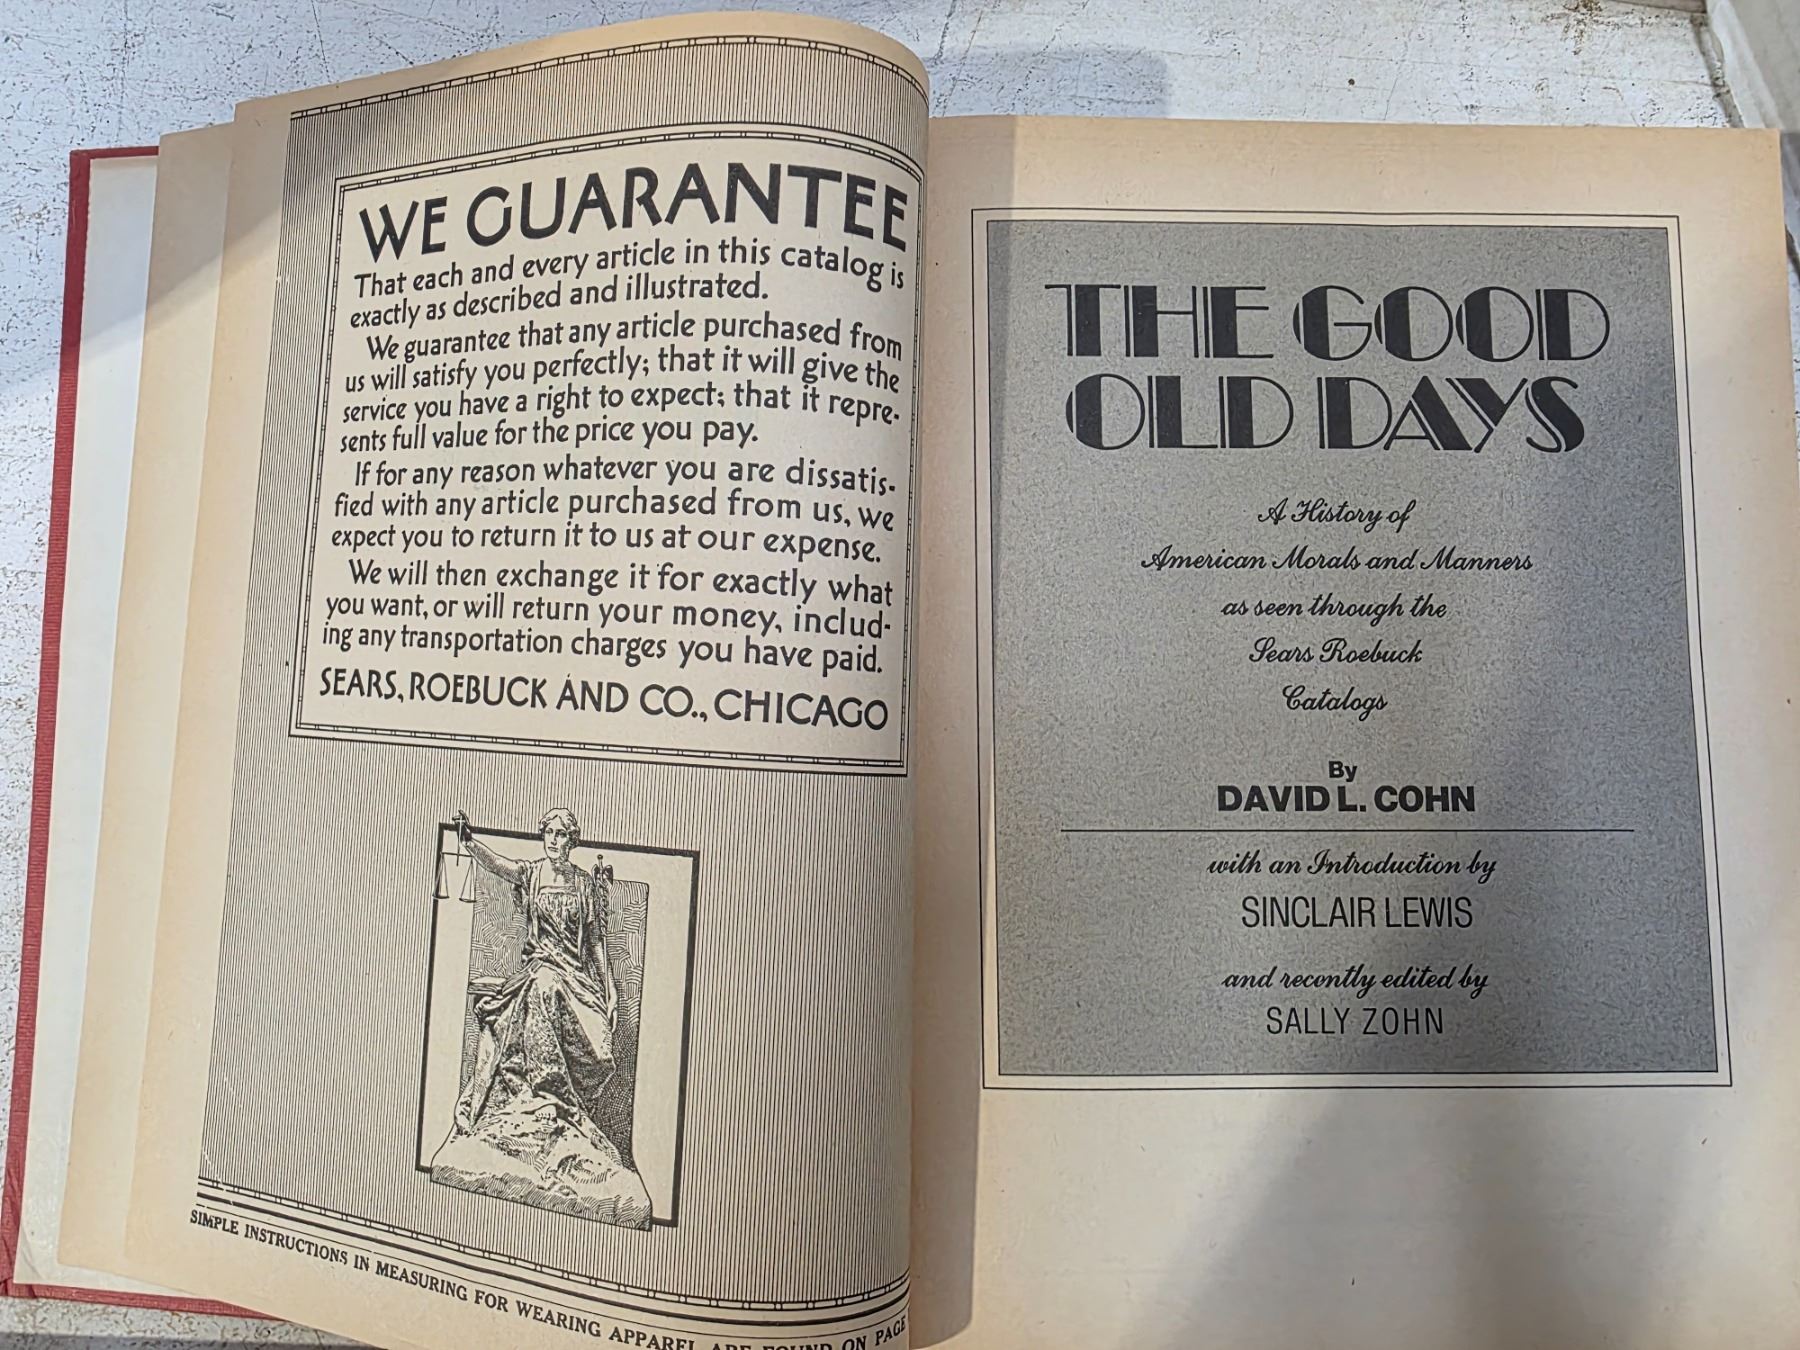 WE GUARANTEE
That each and every article in this catalog is
exactly as described and illustrated.
We guarantee that any article purchased from
us will satisfy you perfectly; that it will give the
service you have a right to expect; that it repre-
sents full value for the price you pay.
If for any reason whatever you are dissatis-
fied with any article purchased from us, we
expect you to return it to us at our expense.
We will then exchange it for exactly what
you want, or will return your money, includ-
ing any transportation charges you have paid.
SEARS, ROEBUCK AND CO., CHICAGO
SIMPLE INSTRUCTIONS IN MEASURING FOR WEARING APPAREL ARE FOUND ON PAGE
THE GOOD
OLD DAYS
A History of
American Morals and Manners
as seen through the
Sears Roebuck
Catalogs
By
DAVID L. COHN
with an Introduction by
SINCLAIR LEWIS
and recently edited by
SALLY ZOHN